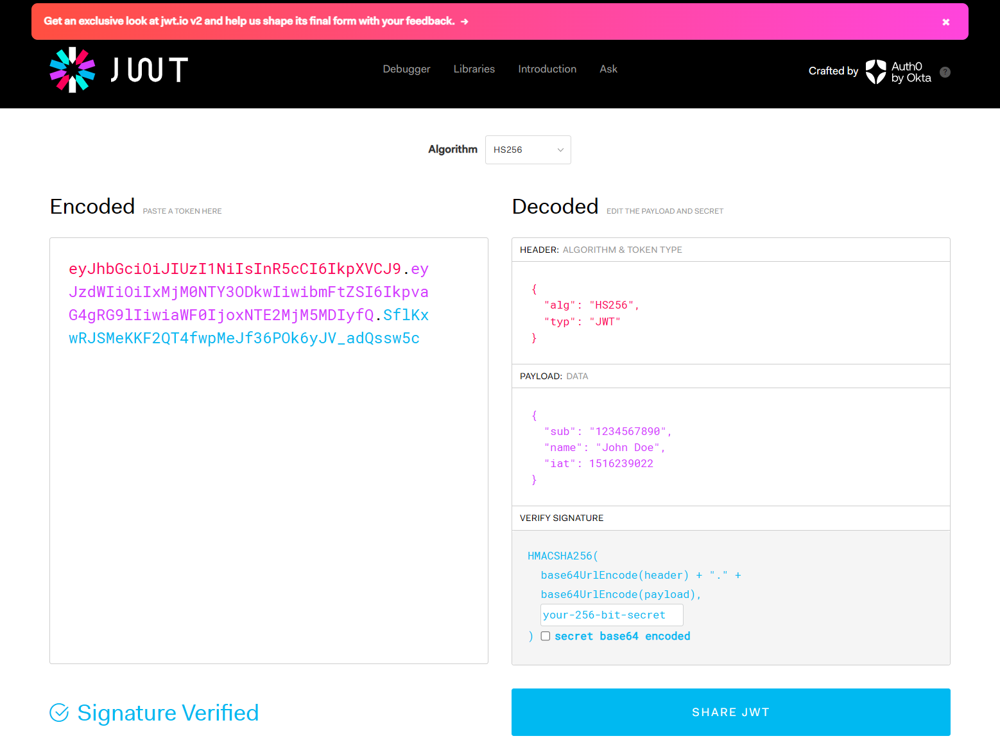 Get an exclusive look at jwt.io v2 and help us shape its final form with your feedback. →
JWT
Debugger Libraries Introduction Ask
Crafted by Auth0 by Okta ?
Algorithm HS256
Encoded PASTE A TOKEN HERE
eyJhbGciOiJIUzI1NiIsInR5cCI6IkpXVCJ9.ey
JzdWIiOiIxMjM0NTY3ODkwIiwibmFtZSI6Ikpva
G4gRG9lIiwiaWF0IjoxNTE2MjM5MDIyfQ.SflKx
wRJSMeKKF2QT4fwpMeJf36POk6yJV_adQssw5c
Signature Verified
Decoded EDIT THE PAYLOAD AND SECRET
HEADER: ALGORITHM & TOKEN TYPE
{
"alg": "HS256",
"typ": "JWT"
}
PAYLOAD: DATA
{
"sub": "1234567890",
"name": "John Doe",
"iat": 1516239022
}
VERIFY SIGNATURE
HMACSHA256(
base64UrlEncode(header) + "." +
base64UrlEncode(payload),
your-256-bit-secret
) secret base64 encoded
SHARE JWT